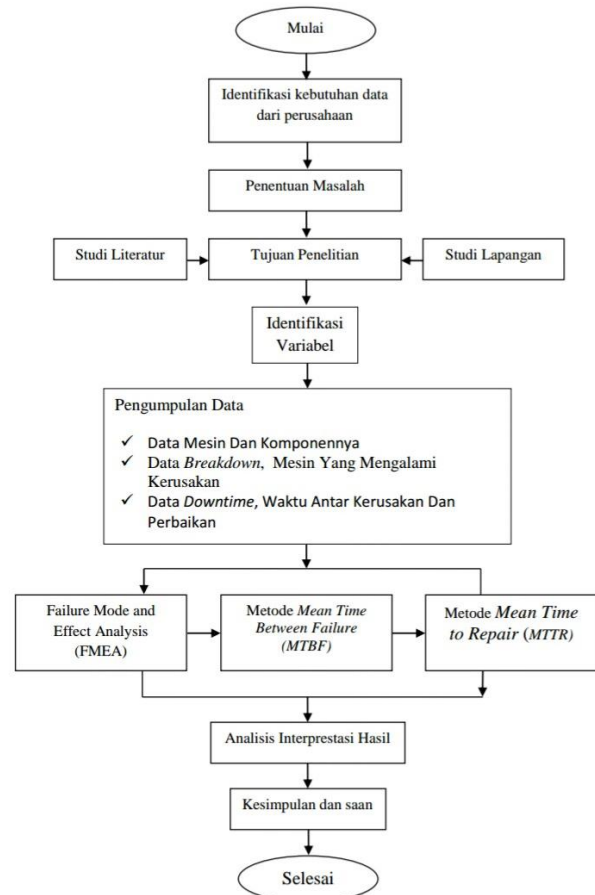 Mulai
Identifikasi kebutuhan data
dari perusahaan
Penentuan Masalah
Studi Literatur
Tujuan Penelitian
Studi Lapangan
Identifikasi
Variabel
Pengumpulan Data
✓ Data Mesin Dan Komponennya
✓ Data Breakdown, Mesin Yang Mengalami
Kerusakan
✓ Data Downtime, Waktu Antar Kerusakan Dan
Perbaikan
Failure Mode and
Effect Analysis
(FMEA)
Metode Mean Time
Between Failure
(MTBF)
Metode Mean Time
to Repair (MTTR)
Analisis Interprestasi Hasil
Kesimpulan dan saan
Selesai